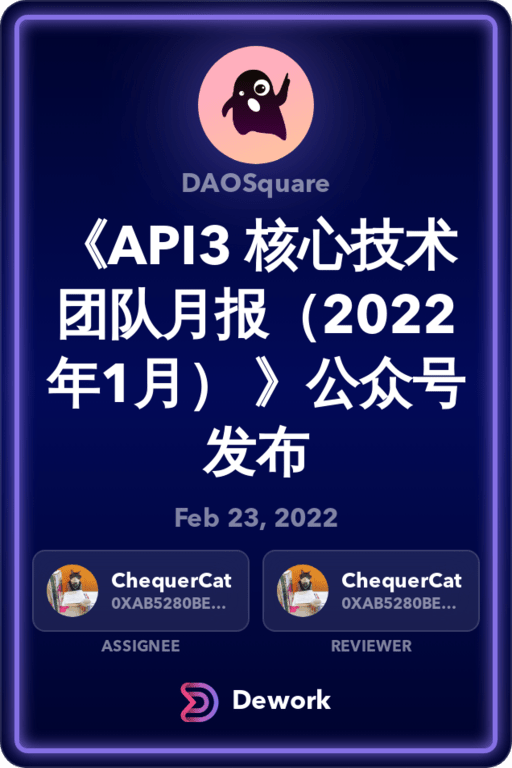 DAOSquare
《API3 核心技术
团队月报（2022
年1月） 》公众号
发布
Feb 23, 2022
ChequerCat
0XAB5280BE...
ASSIGNEE
ChequerCat
0XAB5280BE...
REVIEWER
Dework